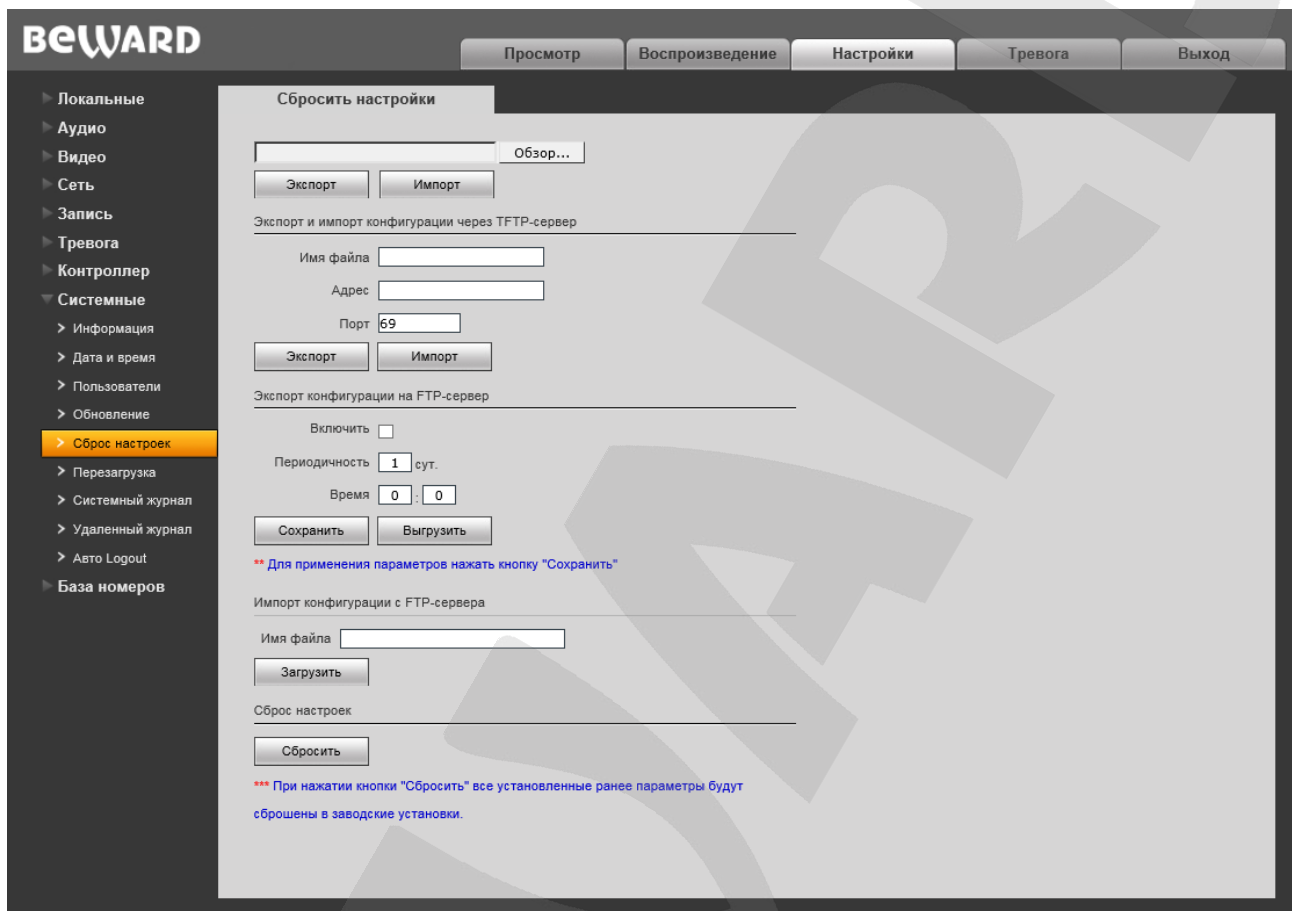 BEWARD
Просмотр
Воспроизведение
Настройки
Тревога
Выход
Локальные
Аудио
Видео
Сеть
Запись
Тревога
Контроллер
Системные
Информация
Дата и время
Пользователи
Обновление
Сброс настроек
Перезагрузка
Системный журнал
Удаленный журнал
Авто Logout
База номеров
Сбросить настройки
Обзор...
Экспорт Импорт
Экспорт и импорт конфигурации через TFTP-сервер
Имя файла
Адрес
Порт 69
Экспорт Импорт
Экспорт конфигурации на FTP-сервер
Включить
Периодичность 1 сут.
Время 0 : 0
Сохранить Выгрузить
** Для применения параметров нажать кнопку "Сохранить"
Импорт конфигурации с FTP-сервера
Имя файла
Загрузить
Сброс настроек
Сбросить
*** При нажатии кнопки "Сбросить" все установленные ранее параметры будут
сброшены в заводские установки.